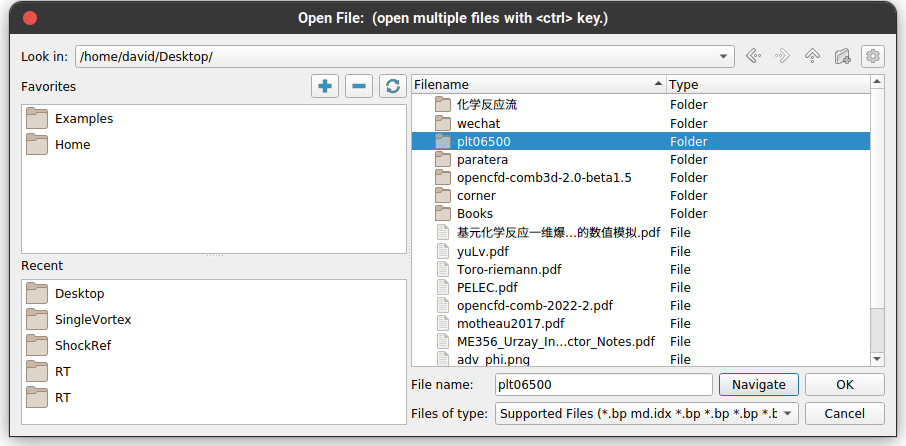 Open File:  (open multiple files with <ctrl> key.)
Look in: /home/david/Desktop/
Favorites
Examples
Home
Recent
Desktop
SingleVortex
ShockRef
RT
RT
Filename Type
化学反应流 Folder
wechat Folder
plt06500 Folder
paratera Folder
opencfd-comb3d-2.0-beta1.5 Folder
corner Folder
Books Folder
基元化学反应一维爆...的数值模拟.pdf File
yuLv.pdf File
Toro-riemann.pdf File
PELEC.pdf File
opencfd-comb-2022-2.pdf File
motheau2017.pdf File
ME356_Urzay_In...ctor_Notes.pdf File
adv_phi.png File
File name: plt06500 Navigate OK
Files of type: Supported Files (*.bp md.idx *.bp *.bp *.bp *.b Cancel